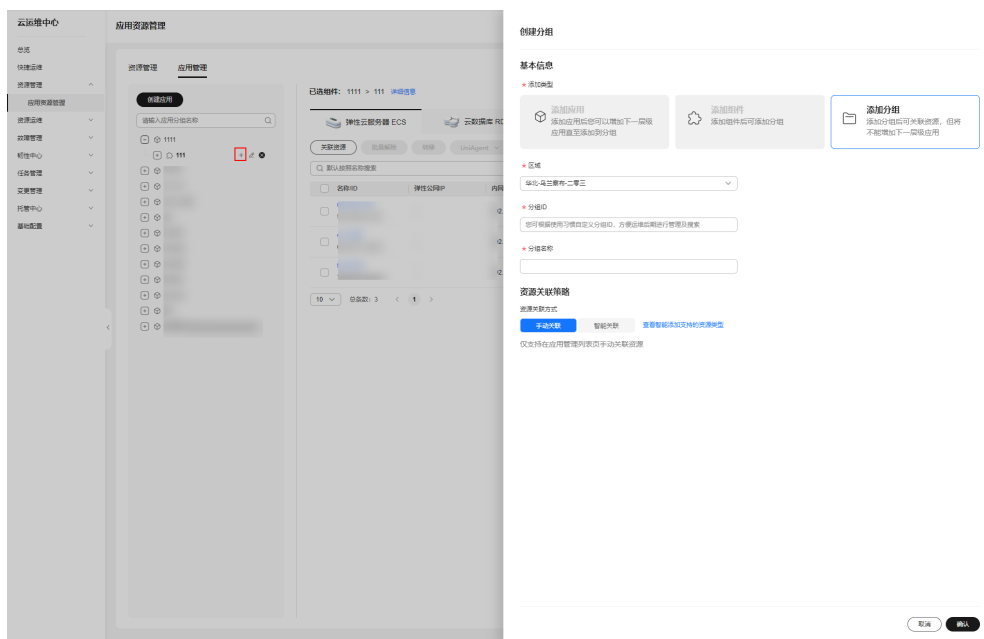 云运维中心
总览
快捷运维
资源管理
应用资源管理
资源运维
故障管理
韧性中心
任务管理
变更管理
托管中心
基础配置
应用资源管理
资源管理 应用管理
创建应用
请输入应用分组名称
1111
111
已选组件： 1111 > 111 详细信息
弹性云服务器 ECS 云数据库 RD
关联资源 批量解除 转移 UniAgent
默认按照名称搜索
名称/ID 弹性公网IP 内网
10 总条数：3 < 1 >
创建分组
基本信息
* 添加类型
添加应用
添加应用后您可以增加下一层级
应用直至添加到分组
添加组件
添加组件后可添加分组
添加分组
添加分组后可关联资源，但将
不能增加下一层级应用
* 区域
华北-乌兰察布-二零三
* 分组ID
您可根据使用习惯自定义分组ID，方便运维后期进行管理及搜索
* 分组名称
资源关联策略
资源关联方式
手动关联 智能关联 查看智能添加支持的资源类型
仅支持在应用管理列表页手动关联资源
取消 确认